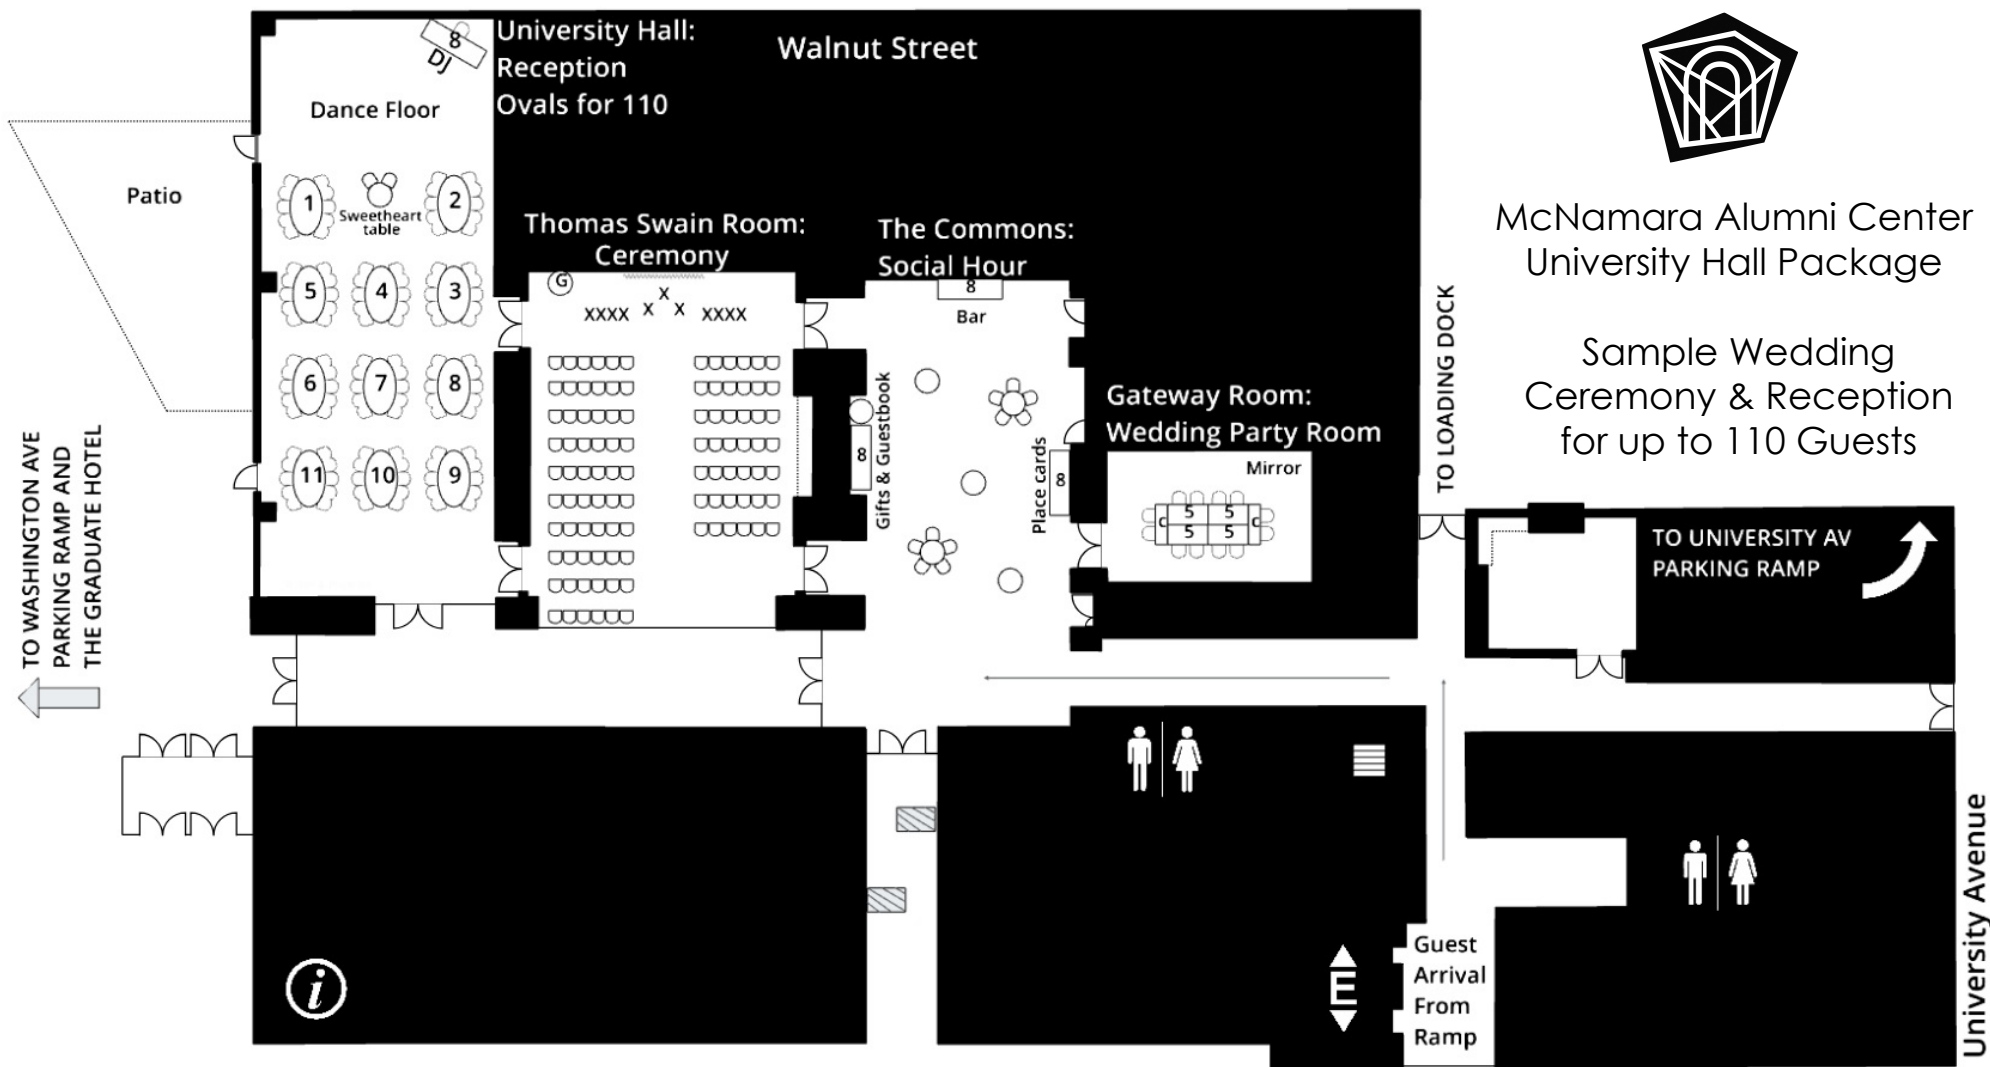 University Hall:
Reception
Ovals for 110
Walnut Street
8
DJ
Dance Floor
Patio
1
Sweetheart
table
2
5
4
3
6
7
8
11
10
9
Thomas Swain Room:
Ceremony
G
X
XXXX X X XXXX
The Commons:
Social Hour
8
Bar
Gifts & Guestbook
8
Place cards
8
Gateway Room:
Wedding Party Room
Mirror
C 5 5 C
5 5
TO LOADING DOCK
McNamara Alumni Center
University Hall Package
Sample Wedding
Ceremony & Reception
for up to 110 Guests
TO UNIVERSITY AV
PARKING RAMP
TO WASHINGTON AVE
PARKING RAMP AND
THE GRADUATE HOTEL
i
E
Guest
Arrival
From
Ramp
University Avenue